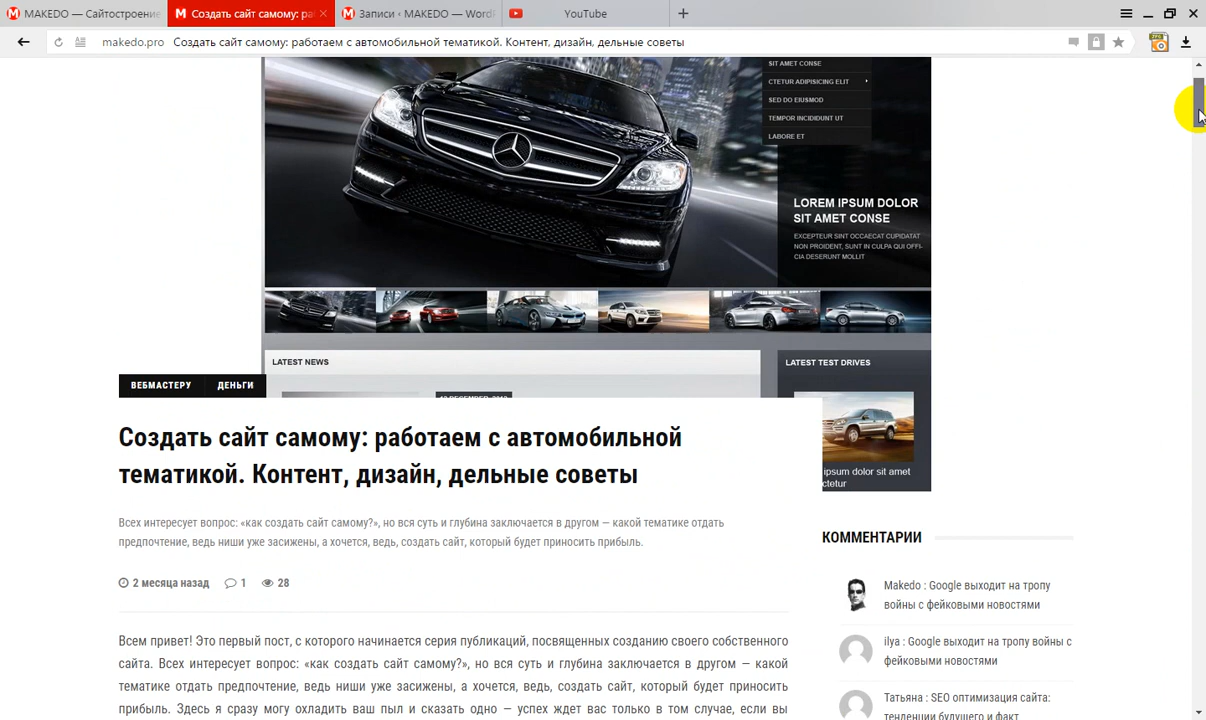 МAKEDO — Сайтостроение
Создать сайт самому: ра
Записи ‹ MAKEDO — Word
YouTube
makedo.pro Создать сайт самому: работаем с автомобильной тематикой. Контент, дизайн, дельные советы
SIT AMET CONSE
CTETUR ADIPISICING ELIT
SED DO EIUSMOD
TEMPOR INCIDIDUNT UT
LABORE ET
LOREM IPSUM DOLOR
SIT AMET CONSE
EXCEPTEUR SINT OCCAECAT CUPIDATAT
NON PROIDENT, SUNT IN CULPA QUI OFFI-
CIA DESERUNT MOLLIT
LATEST NEWS
LATEST TEST DRIVES
ipsum dolor sit amet
ctetur
ВЕБМАСТЕРУ ДЕНЬГИ
Создать сайт самому: работаем с автомобильной
тематикой. Контент, дизайн, дельные советы
Всех интересует вопрос: «как создать сайт самому?», но вся суть и глубина заключается в другом — какой тематике отдать
предпочтение, ведь ниши уже засижены, а хочется, ведь, создать сайт, который будет приносить прибыль.
2 месяца назад 1 28
Всем привет! Это первый пост, с которого начинается серия публикаций, посвященных созданию своего собственного
сайта. Всех интересует вопрос: «как создать сайт самому?», но вся суть и глубина заключается в другом — какой
тематике отдать предпочтение, ведь ниши уже засижены, а хочется, ведь, создать сайт, который будет приносить
прибыль. Здесь я сразу могу охладить ваш пыл и сказать одно — успех ждет вас только в том случае, если вы
КОММЕНТАРИИ
Makedo : Google выходит на тропу
войны с фейковыми новостями
ilya : Google выходит на тропу войны с
фейковыми новостями
Татьяна : SEO оптимизация сайта:
тенденции будущего и факт